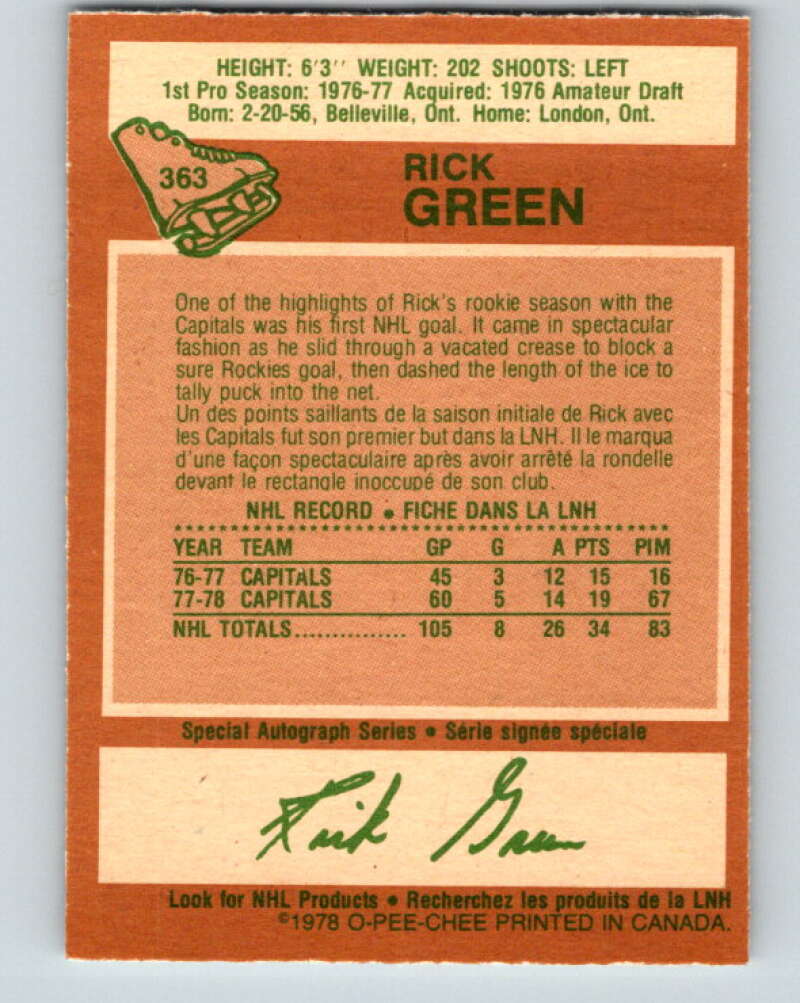 HEIGHT: 6'3'' WEIGHT: 202 SHOOTS: LEFT
1st Pro Season: 1976-77 Acquired: 1976 Amateur Draft
Born: 2-20-56, Belleville, Ont. Home: London, Ont.
363
RICK
GREEN
One of the highlights of Rick's rookie season with the
Capitals was his first NHL goal. It came in spectacular
fashion as he slid through a vacated crease to block a
sure Rockies goal, then dashed the length of the ice to
tally puck into the net.
Un des points saillants de la saison initiale de Rick avec
les Capitals fut son premier but dans la LNH. Il le marqua
d'une façon spectaculaire après avoir arrêté la rondelle
devant le rectangle inoccupé de son club.
NHL RECORD • FICHE DANS LA LNH
YEAR TEAM GP G A PTS PIM
76-77 CAPITALS 45 3 12 15 16
77-78 CAPITALS 60 5 14 19 67
NHL TOTALS................ 105 8 26 34 83
Special Autograph Series • Série signée spéciale
Rick Green
Look for NHL Products • Recherchez les produits de la LNH
©1978 O-PEE-CHEE PRINTED IN CANADA.